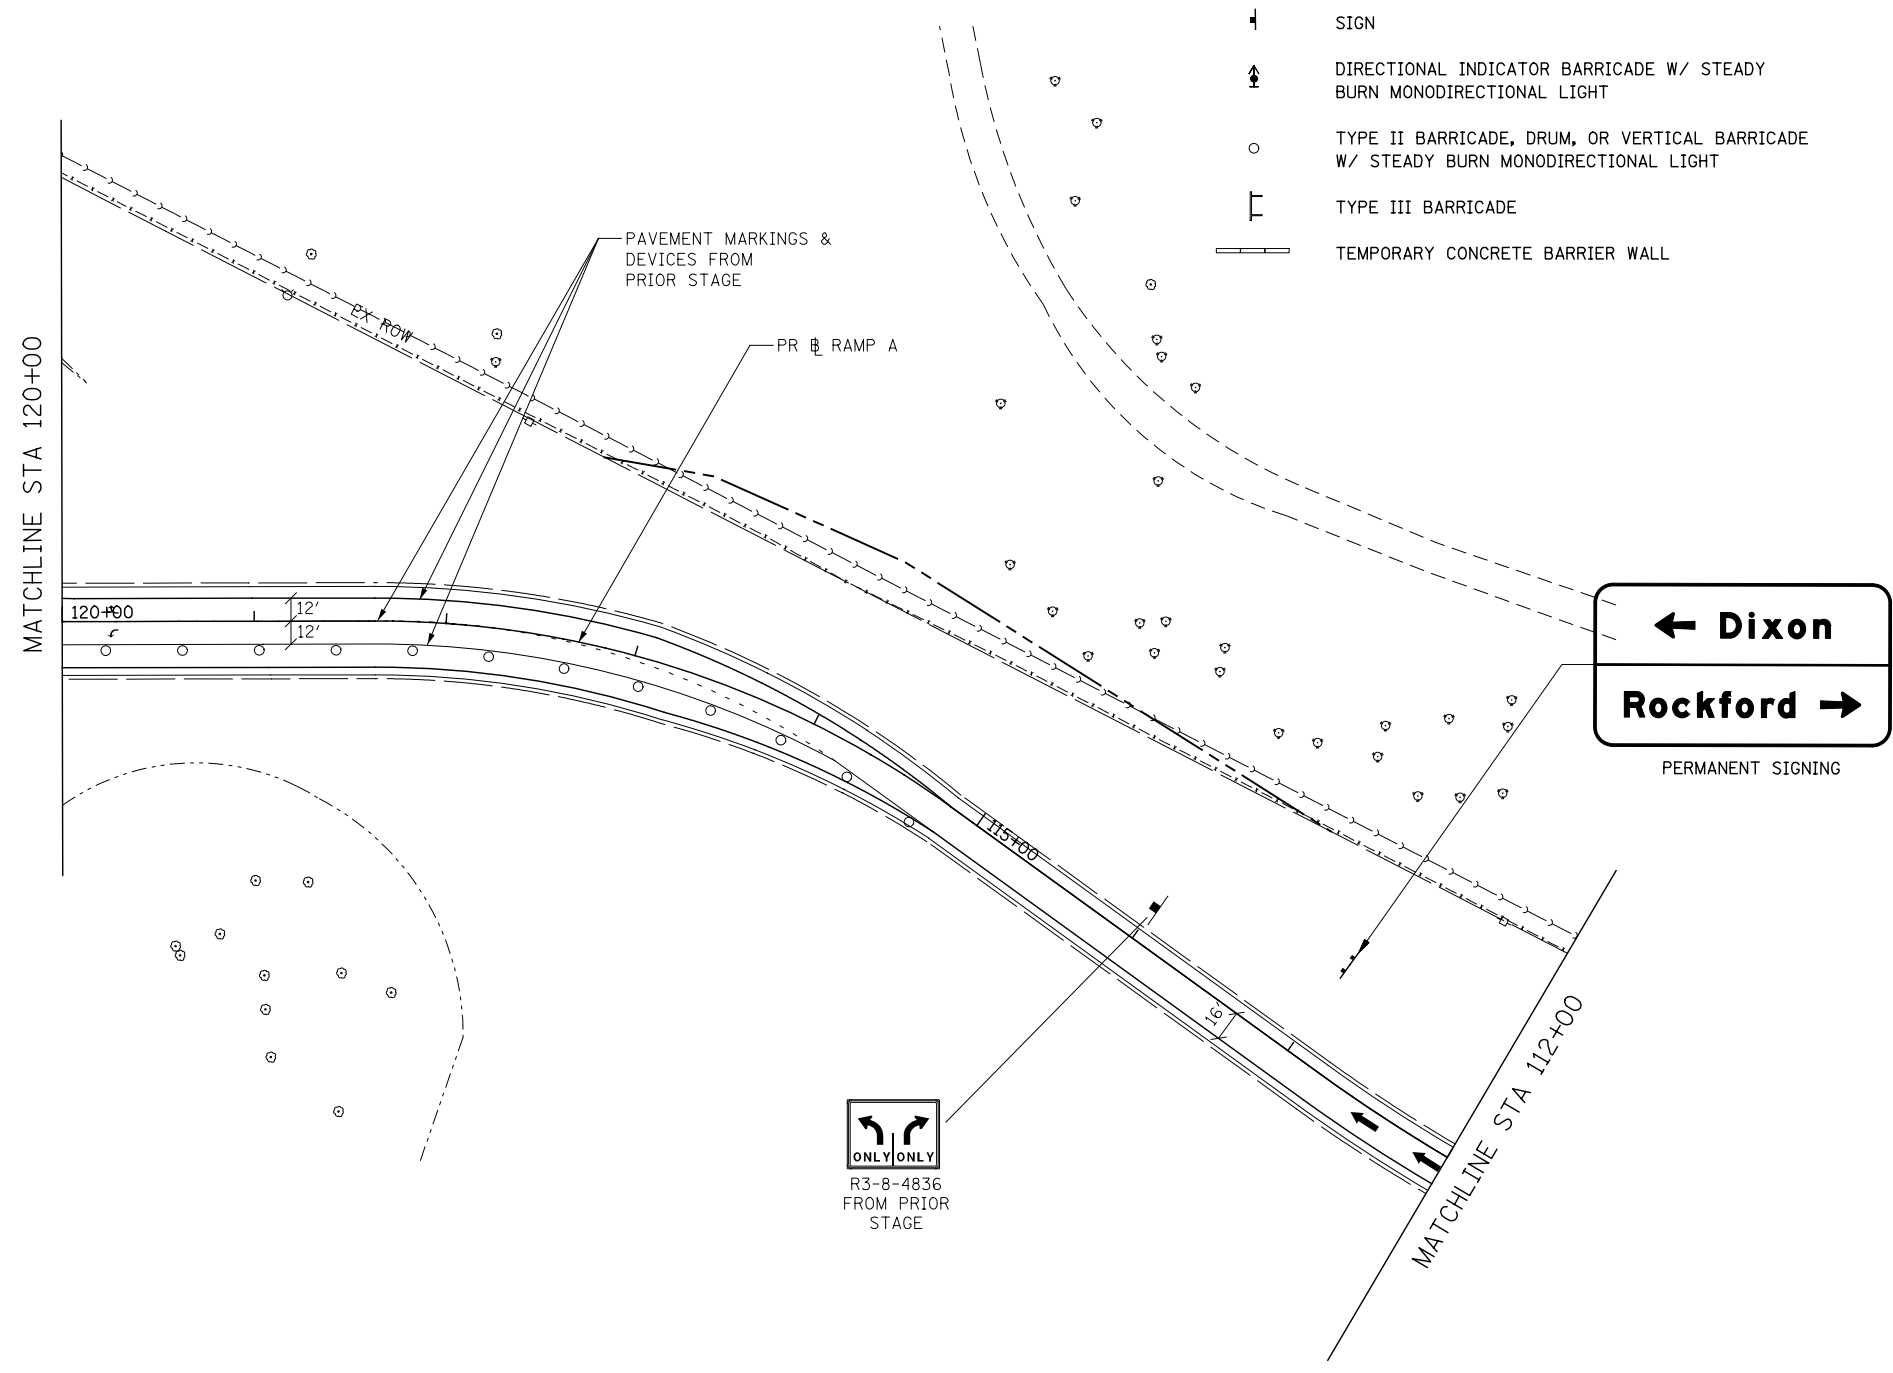 SIGN
DIRECTIONAL INDICATOR BARRICADE W/ STEADY
BURN MONODIRECTIONAL LIGHT
TYPE II BARRICADE, DRUM, OR VERTICAL BARRICADE
W/ STEADY BURN MONODIRECTIONAL LIGHT
TYPE III BARRICADE
TEMPORARY CONCRETE BARRIER WALL
PAVEMENT MARKINGS &
DEVICES FROM
PRIOR STAGE
EX ROW
PR ℄ RAMP A
MATCHLINE STA 120+00
120+00
12'
12'
Dixon
Rockford
PERMANENT SIGNING
115+00
16'
MATCHLINE STA 112+00
ONLY ONLY
R3-8-4836
FROM PRIOR
STAGE